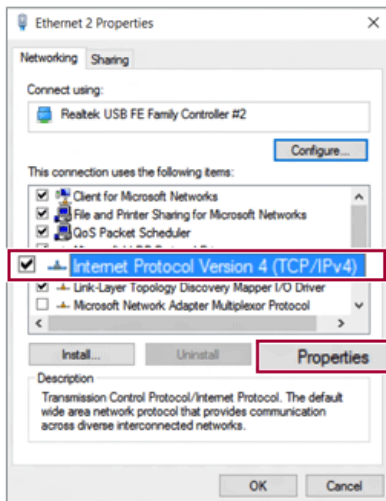 Ethernet 2 Properties
Networking Sharing
Connect using:
Realtek USB FE Family Controller #2
Configure...
This connection uses the following items:
Client for Microsoft Networks
File and Printer Sharing for Microsoft Networks
QoS Packet Scheduler
Internet Protocol Version 4 (TCP/IPv4)
Link-Layer Topology Discovery Mapper I/O Driver
Microsoft Network Adapter Multiplexor Protocol
Install... Uninstall Properties
Description
Transmission Control Protocol/Internet Protocol. The default
wide area network protocol that provides communication
across diverse interconnected networks.
OK Cancel